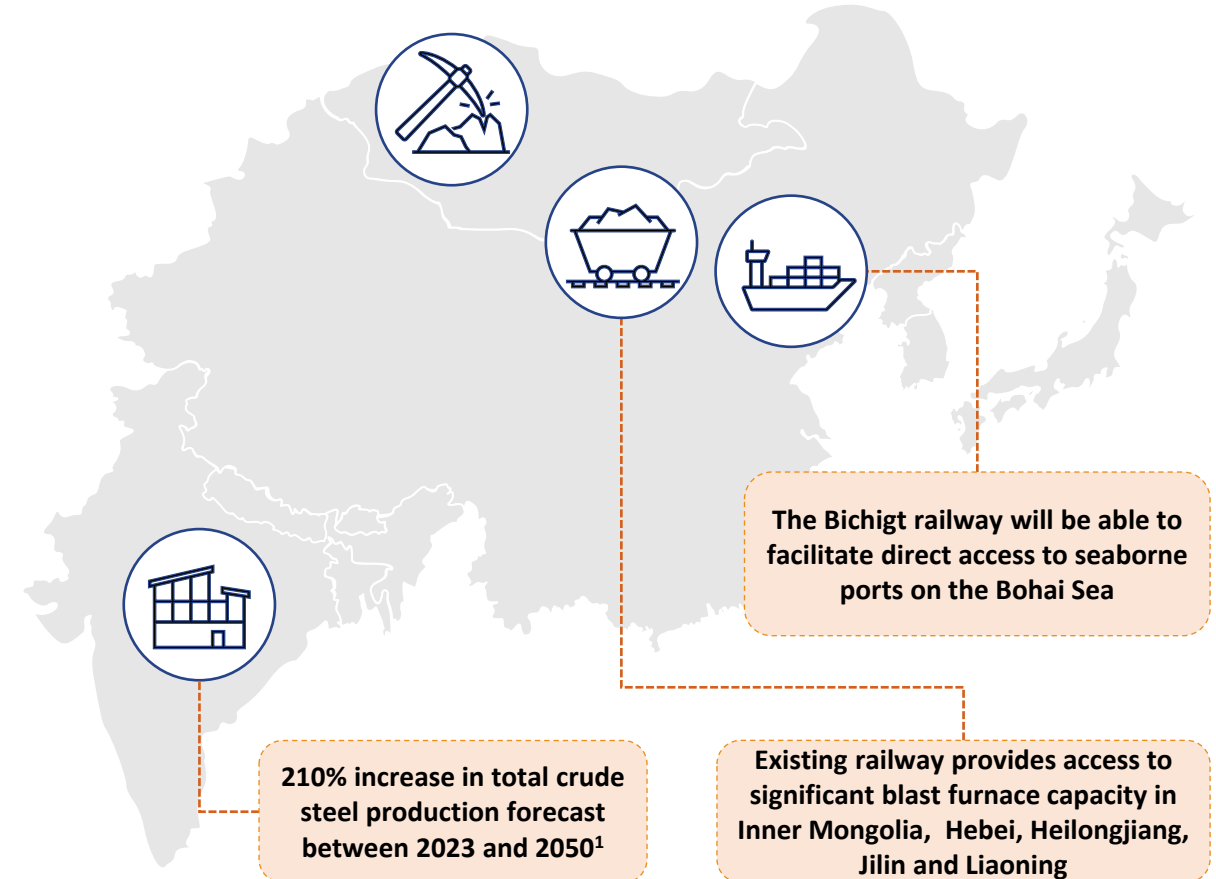 The Bichigt railway will be able to
facilitate direct access to seaborne
ports on the Bohai Sea
210% increase in total crude
steel production forecast
between 2023 and 2050¹
Existing railway provides access to
significant blast furnace capacity in
Inner Mongolia, Hebei, Heilongjiang,
Jilin and Liaoning